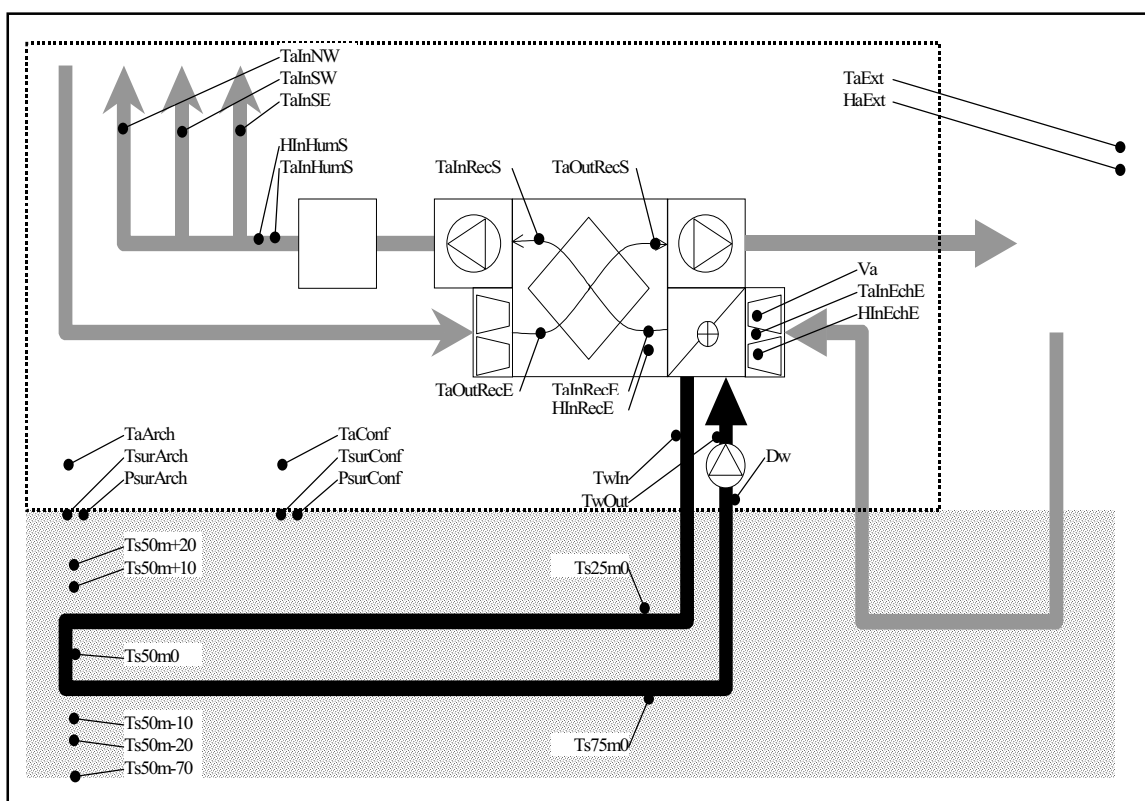 TaInNW
TaInSW
TaInSE
TaExt
HaExt
HInHumS
TaInHumS
TaInRecS
TaOutRecS
Va
TaInEchE
HInEchE
TaOutRecE
TaInRecE
HInRecE
TaArch
TsurArch
PsurArch
TaConf
TsurConf
PsurConf
TwIn
TwOut
Dw
Ts50m+20
Ts50m+10
Ts25m0
Ts50m0
Ts50m-10
Ts50m-20
Ts50m-70
Ts75m0